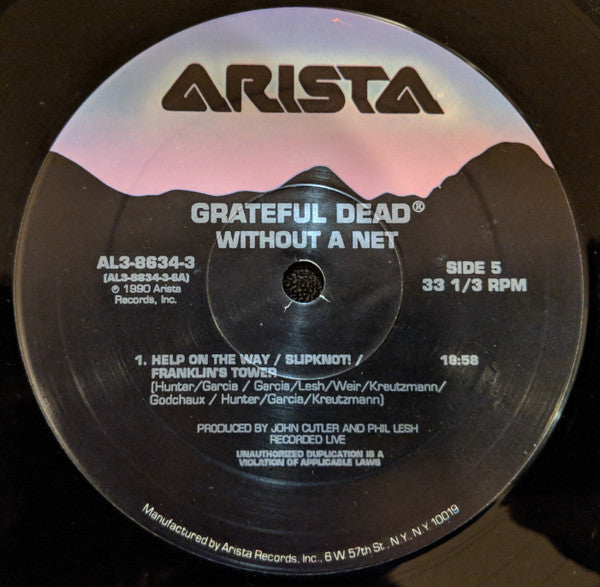 ARISTA
GRATEFUL DEAD®
WITHOUT A NET
AL3-8634-3
(AL3-8634-3-SA)
℗ 1990 Arista
Records, Inc.
SIDE 5
33 1/3 RPM
1. HELP ON THE WAY / SLIPKNOT! / 18:58
FRANKLIN'S TOWER
(Hunter/Garcia / Garcia/Lesh/Weir/Kreutzmann/
Godchaux / Hunter/Garcia/Kreutzmann)
PRODUCED BY JOHN CUTLER AND PHIL LESH
RECORDED LIVE
UNAUTHORIZED DUPLICATION IS A
VIOLATION OF APPLICABLE LAWS
Manufactured by Arista Records, Inc., 6 W. 57th St., N.Y., N.Y. 10019